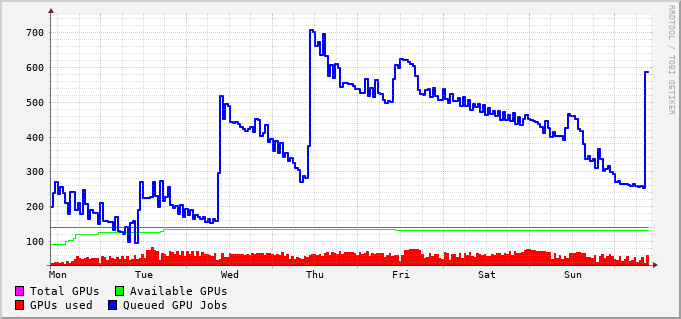 RRDTOOL / TOBI OETIKER
700
600
500
400
300
200
100
Mon Tue Wed Thu Fri Sat Sun
Total GPUs Available GPUs
GPUs used Queued GPU Jobs